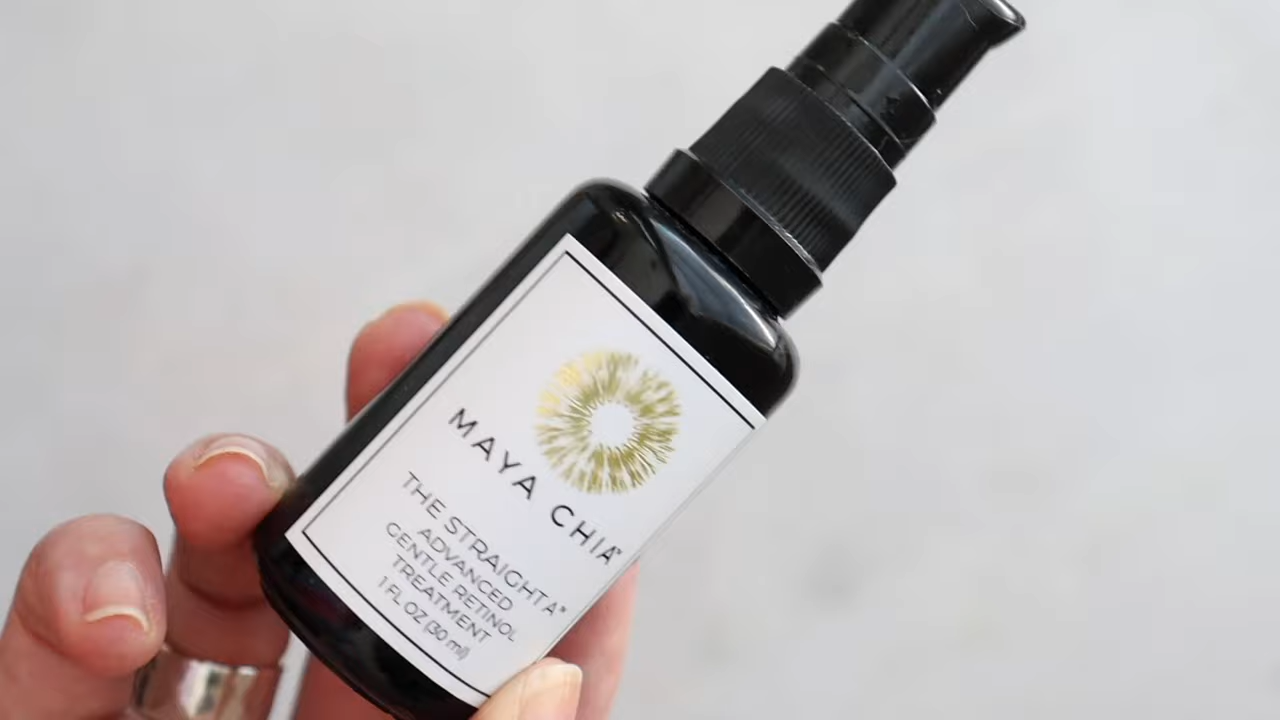 MAYA CHIA®
THE STRAIGHT A®
ADVANCED
GENTLE RETINOL
TREATMENT
1 FL OZ (30 ml)